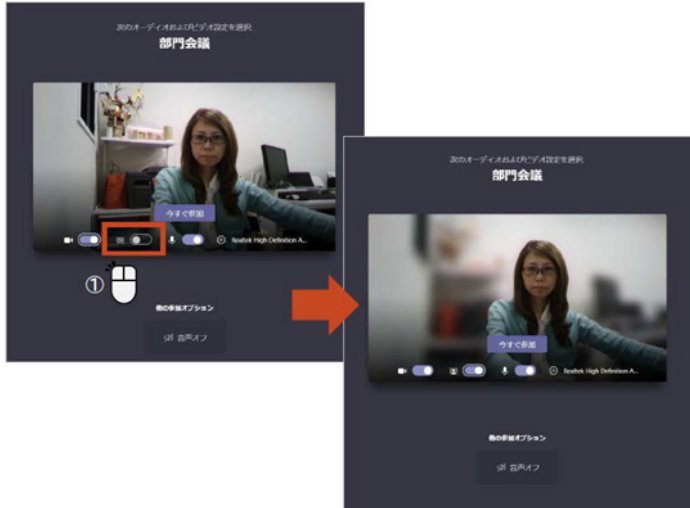 次のオーディオおよびビデオ設定を選択
部門会議
今すぐ参加
Realtek High Definition A...
①
他の参加オプション
音声オフ
次のオーディオおよびビデオ設定を選択
部門会議
今すぐ参加
Realtek High Definition A...
他の参加オプション
音声オフ